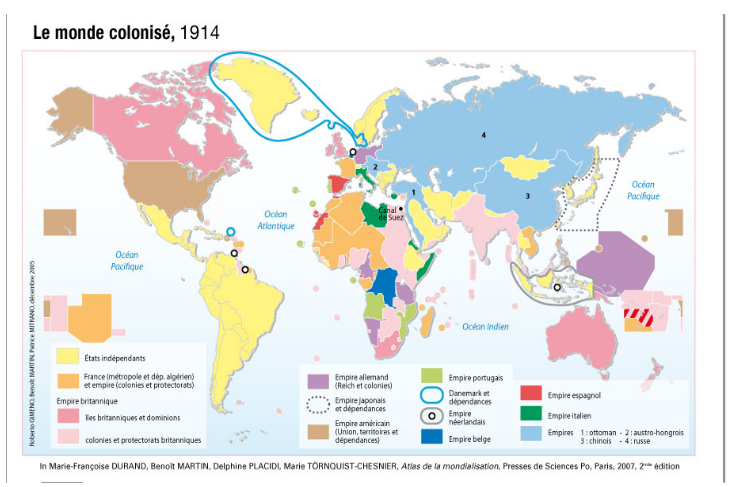 Le monde colonisé, 1914
4
2
1
3
Canal
de Suez
Océan
Atlantique
Océan
Pacifique
Océan
Pacifique
Océan Indien
États indépendants
France (métropole et dép. algérien)
et empire (colonies et protectorats)
Empire britannique
îles britanniques et dominions
colonies et protectorats britanniques
Empire allemand
(Reich et colonies)
Empire japonais
et dépendances
Empire américain
(Union, territoires et
dépendances)
Empire portugais
Danemark et
dépendances
Empire
néerlandais
Empire belge
Empire espagnol
Empire italien
Empires 1 : ottoman - 2 : austro-hongrois
3 : chinois - 4 : russe
Roberto GIMENO, Benoît MARTIN, Patrice MITRANO, décembre 2005
In Marie-Françoise DURAND, Benoît MARTIN, Delphine PLACIDI, Marie TÖRNQUIST-CHESNIER, Atlas de la mondialisation, Presses de Sciences Po, Paris, 2007, 2ème édition